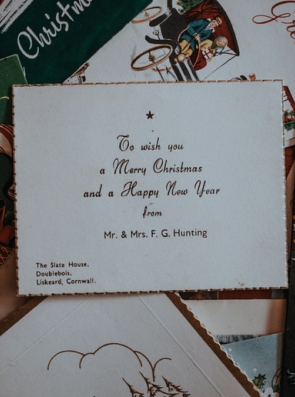 Christm
To wish you
a Merry Christmas
and a Happy New Year
from
Mr. & Mrs. F. G. Hunting
The Slate House,
Doublebois,
Liskeard, Cornwall.